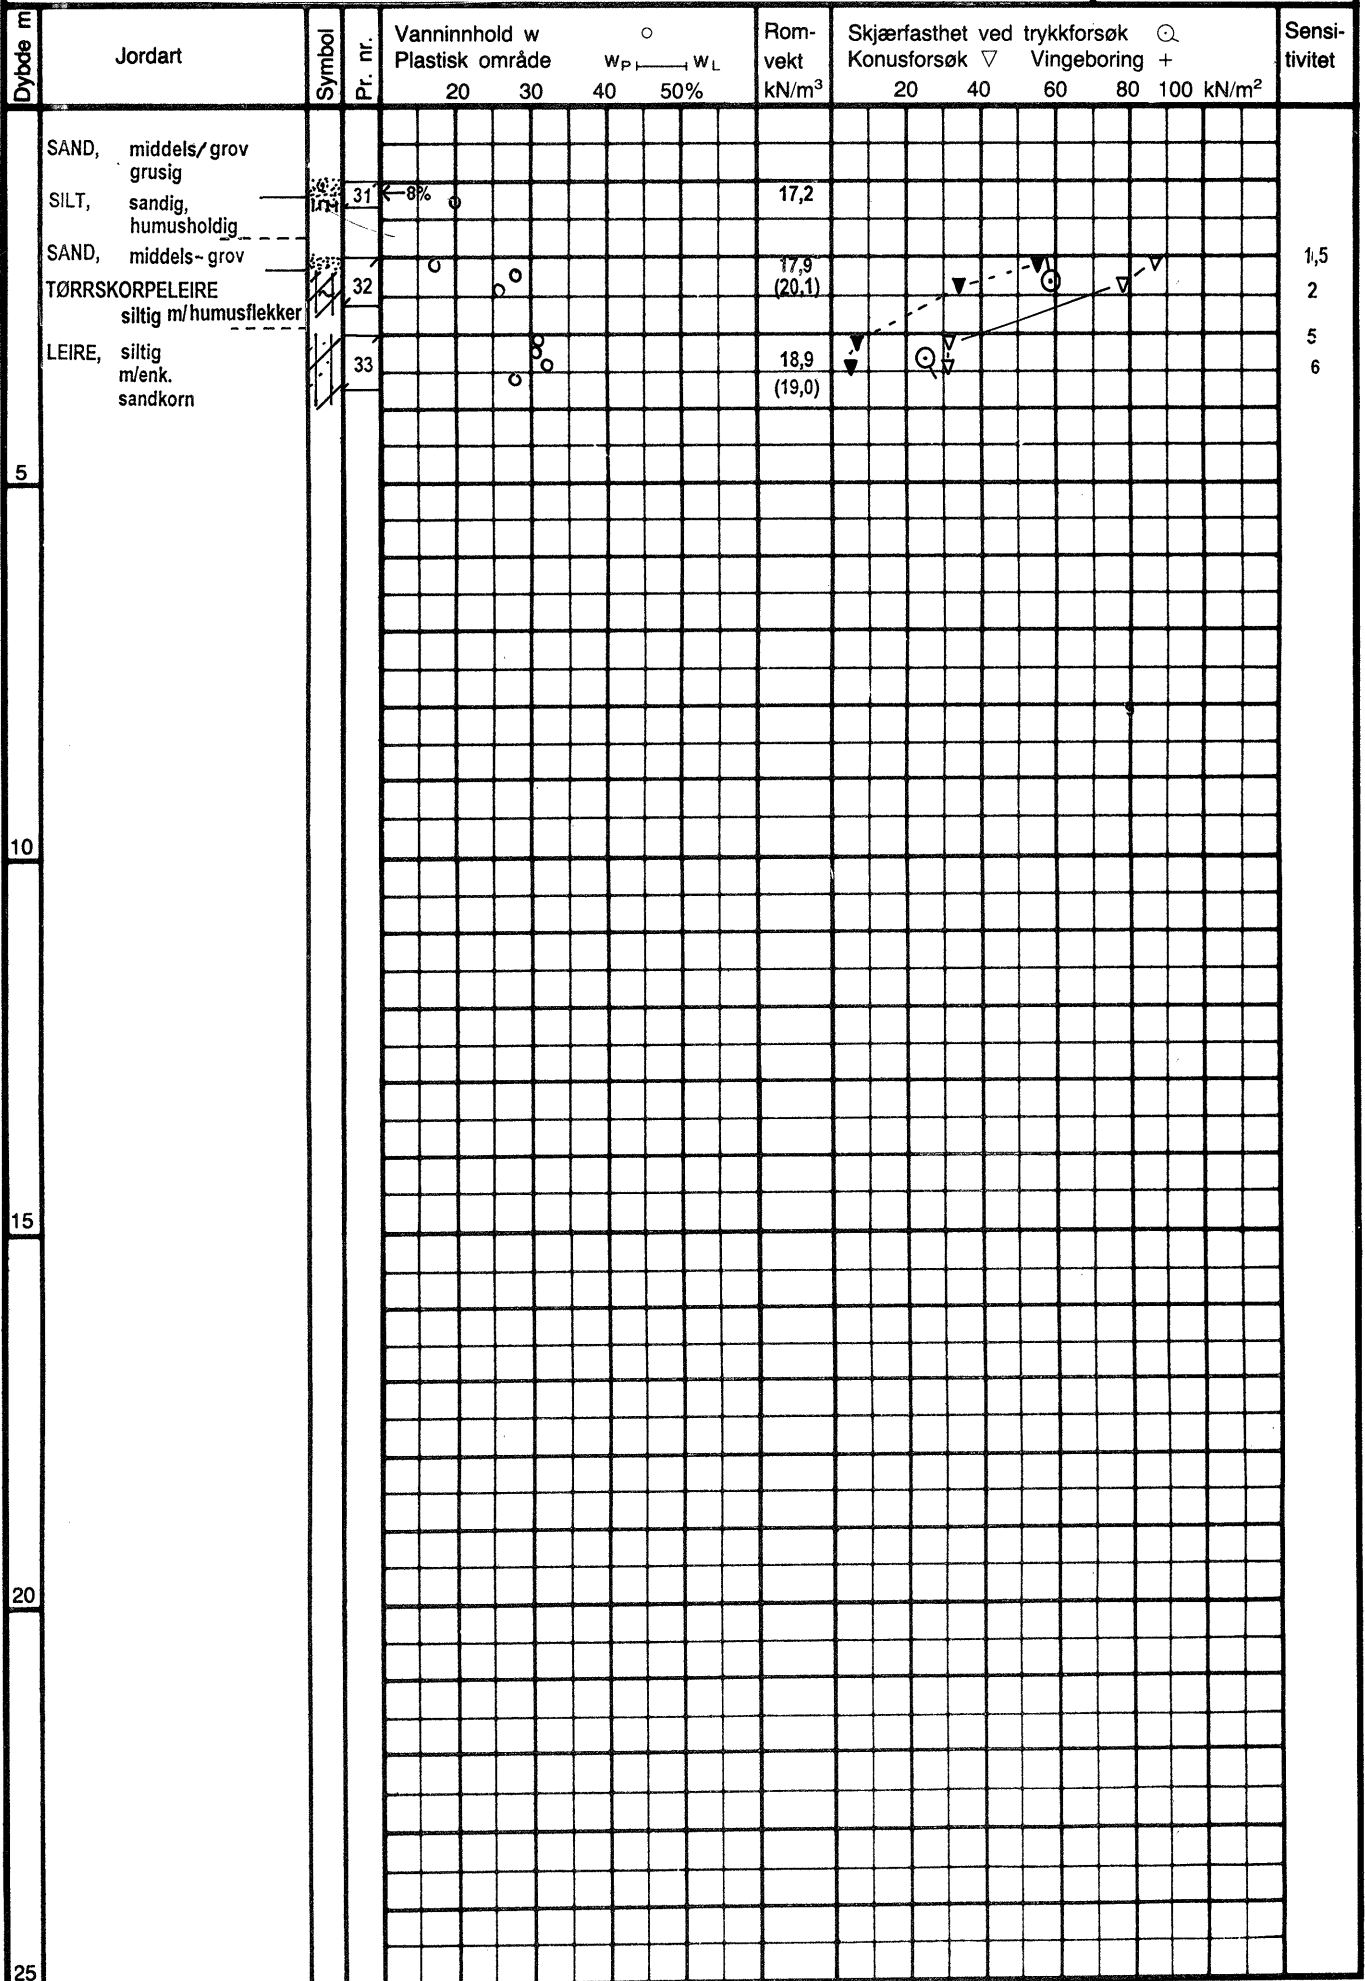 Dybde m
Jordart
Symbol
Pr. nr.
Vanninnhold w
Plastisk område wP wL
20 30 40 50%
Rom-
vekt
kN/m³
Skjærfasthet ved trykkforsøk
Konusforsøk ▽ Vingeboring +
20 40 60 80 100 kN/m²
Sensi-
tivitet
SAND, middels/grov
grusig
SILT, sandig,
humusholdig
31
8%
17,2
SAND, middels-grov
17,9
1,5
TØRRSKORPELEIRE
32
(20,1)
2
siltig m/humusflekker
5
LEIRE, siltig
33
18,9
6
m/enk.
(19,0)
sandkorn
5
10
15
20
25